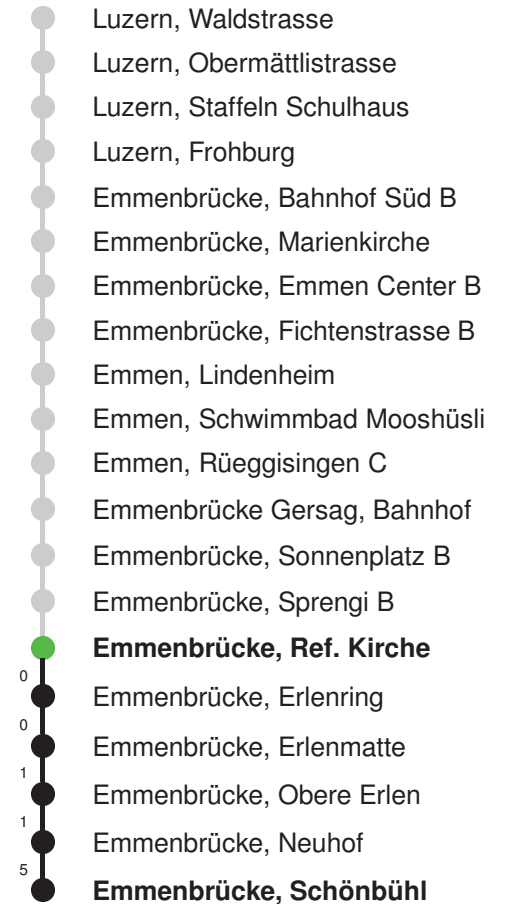 Luzern, Waldstrasse
Luzern, Obermättlistrasse
Luzern, Staffeln Schulhaus
Luzern, Frohburg
Emmenbrücke, Bahnhof Süd B
Emmenbrücke, Marienkirche
Emmenbrücke, Emmen Center B
Emmenbrücke, Fichtenstrasse B
Emmen, Lindenheim
Emmen, Schwimmbad Mooshüsli
Emmen, Rüeggisingen C
Emmenbrücke Gersag, Bahnhof
Emmenbrücke, Sonnenplatz B
Emmenbrücke, Sprengi B
Emmenbrücke, Ref. Kirche
0
Emmenbrücke, Erlenring
0
Emmenbrücke, Erlenmatte
1
Emmenbrücke, Obere Erlen
1
Emmenbrücke, Neuhof
5
Emmenbrücke, Schönbühl